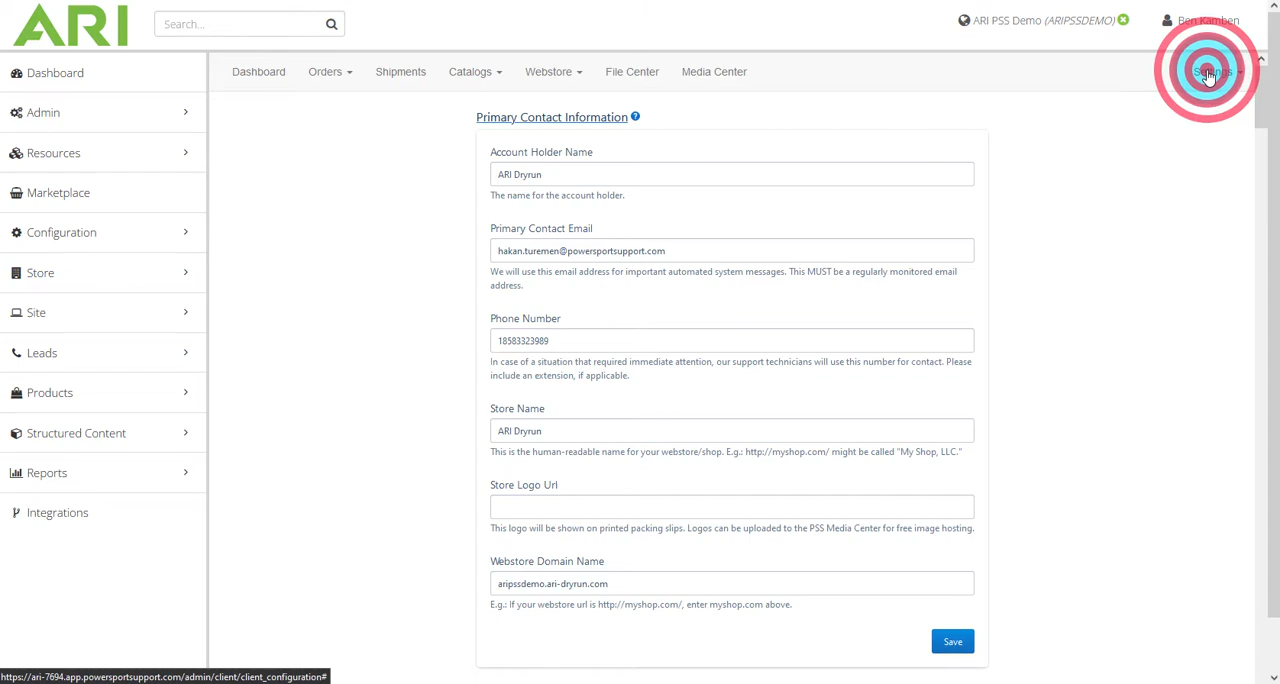 ARI
Search...
ARI PSS Demo (ARIPSSDEMO)
Ben Kamben
Dashboard
Admin
Resources
Marketplace
Configuration
Store
Site
Leads
Products
Structured Content
Reports
Integrations
Dashboard Orders Shipments Catalogs Webstore File Center Media Center Settings
Primary Contact Information
Account Holder Name
ARI Dryrun
The name for the account holder.
Primary Contact Email
hakan.turemen@powersportsupport.com
We will use this email address for important automated system messages. This MUST be a regularly monitored email
address.
Phone Number
18583323989
In case of a situation that required immediate attention, our support technicians will use this number for contact. Please
include an extension, if applicable.
Store Name
ARI Dryrun
This is the human-readable name for your webstore/shop. E.g.: http://myshop.com/ might be called "My Shop, LLC."
Store Logo Url
This logo will be shown on printed packing slips. Logos can be uploaded to the PSS Media Center for free image hosting.
Webstore Domain Name
aripssdemo.ari-dryrun.com
E.g.: If your webstore url is http://myshop.com/, enter myshop.com above.
Save
https://ari-7694.app.powersportsupport.com/admin/client/client_configuration#